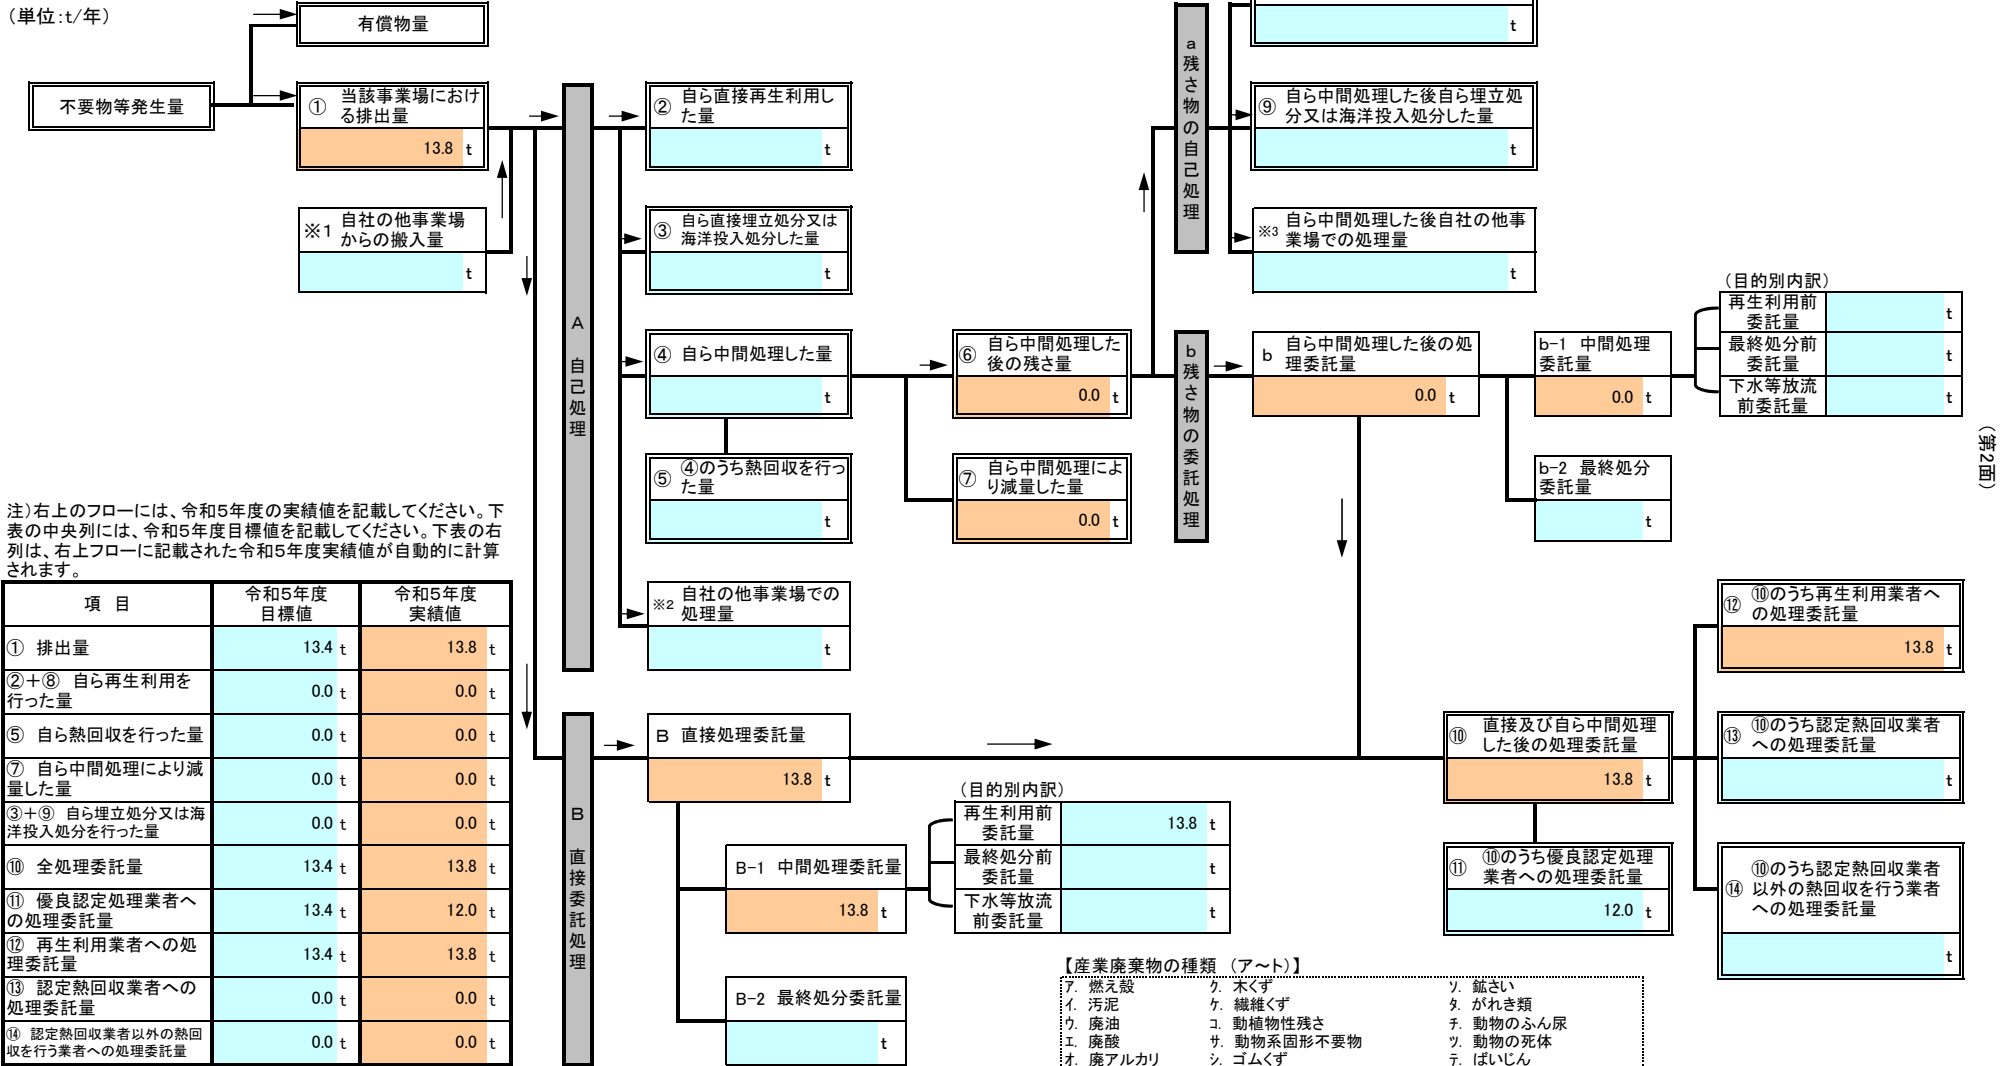 （単位:t/年）
有償物量
不要物等発生量
① 当該事業場におけ
る排出量
13.8 t
※1 自社の他事業場
からの搬入量
t
A 自己処理
② 自ら直接再生利用し
た量
t
③ 自ら直接埋立処分又は
海洋投入処分した量
t
④ 自ら中間処理した量
t
⑤ ④のうち熱回収を行っ
た量
t
※2 自社の他事業場での
処理量
t
⑥ 自ら中間処理した
後の残さ量
0.0 t
⑦ 自ら中間処理によ
り減量した量
0.0 t
a 残さ物の自己処理
t
⑨ 自ら中間処理した後自ら埋立処
分又は海洋投入処分した量
t
※3 自ら中間処理した後自社の他事
業場での処理量
t
b 残さ物の委託処理
b 自ら中間処理した後の処
理委託量
0.0 t
b-1 中間処理
委託量
0.0 t
b-2 最終処分
委託量
t
（目的別内訳）
再生利用前
委託量
t
最終処分前
委託量
t
下水等放流
前委託量
t
（第2面）
注）右上のフローには、令和5年度の実績値を記載してください。下
表の中央列には、令和5年度目標値を記載してください。下表の右
列は、右上フローに記載された令和5年度実績値が自動的に計算
されます。
項 目
令和5年度
目標値
令和5年度
実績値
① 排出量
13.4 t
13.8 t
②＋⑧ 自ら再生利用を
行った量
0.0 t
0.0 t
⑤ 自ら熱回収を行った量
0.0 t
0.0 t
⑦ 自ら中間処理により減
量した量
0.0 t
0.0 t
③＋⑨ 自ら埋立処分又は海
洋投入処分を行った量
0.0 t
0.0 t
⑩ 全処理委託量
13.4 t
13.8 t
⑪ 優良認定処理業者へ
の処理委託量
13.4 t
12.0 t
⑫ 再生利用業者への処
理委託量
13.4 t
13.8 t
⑬ 認定熱回収業者への
処理委託量
0.0 t
0.0 t
⑭ 認定熱回収業者以外の熱回
収を行う業者への処理委託量
0.0 t
0.0 t
B 直接委託処理
B 直接処理委託量
13.8 t
B-1 中間処理委託量
13.8 t
B-2 最終処分委託量
t
（目的別内訳）
再生利用前
委託量
13.8 t
最終処分前
委託量
t
下水等放流
前委託量
t
⑩ 直接及び自ら中間処理
した後の処理委託量
13.8 t
⑪ ⑩のうち優良認定処理
業者への処理委託量
12.0 t
⑫ ⑩のうち再生利用業者へ
の処理委託量
13.8 t
⑬ ⑩のうち認定熱回収業者
への処理委託量
t
⑭ ⑩のうち認定熱回収業者
以外の熱回収を行う業者
への処理委託量
t
【産業廃棄物の種類 （ア～ト）】
ア. 燃え殻 ク. 木くず ソ. 鉱さい
イ. 汚泥 ケ. 繊維くず タ. がれき類
ウ. 廃油 コ. 動植物性残さ チ. 動物のふん尿
エ. 廃酸 サ. 動物系固形不要物 ツ. 動物の死体
オ. 廃アルカリ シ. ゴムくず テ. ばいじん